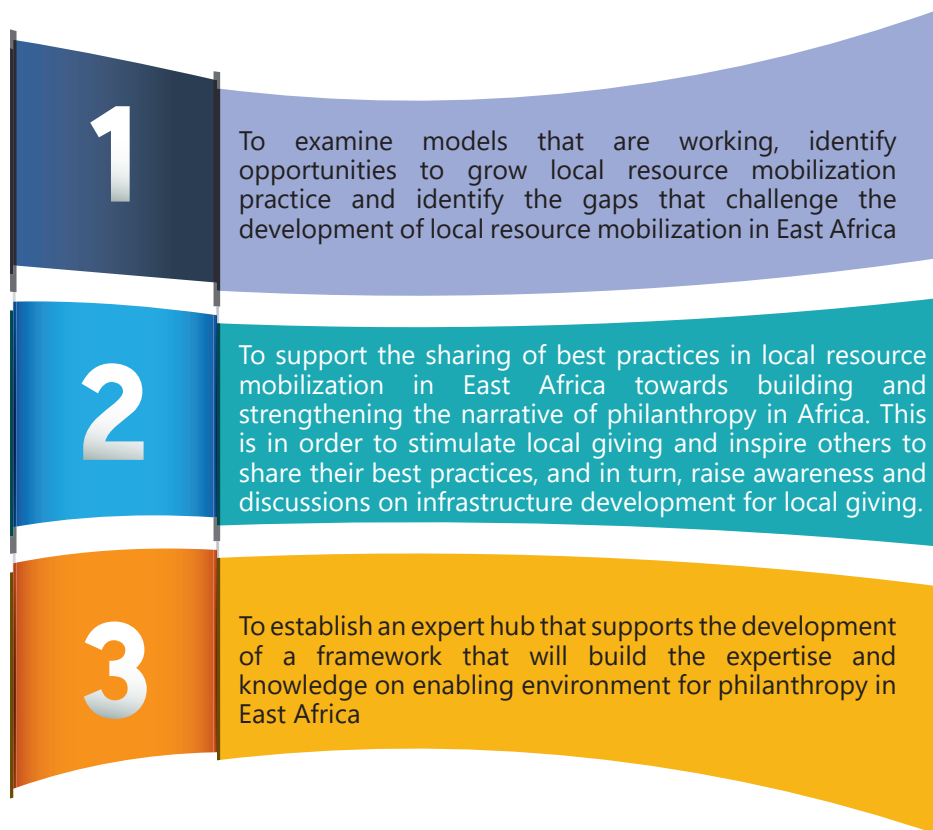 1
To examine models that are working, identify
opportunities to grow local resource mobilization
practice and identify the gaps that challenge the
development of local resource mobilization in East Africa
2
To support the sharing of best practices in local resource
mobilization in East Africa towards building and
strengthening the narrative of philanthropy in Africa. This
is in order to stimulate local giving and inspire others to
share their best practices, and in turn, raise awareness and
discussions on infrastructure development for local giving.
3
To establish an expert hub that supports the development
of a framework that will build the expertise and
knowledge on enabling environment for philanthropy in
East Africa